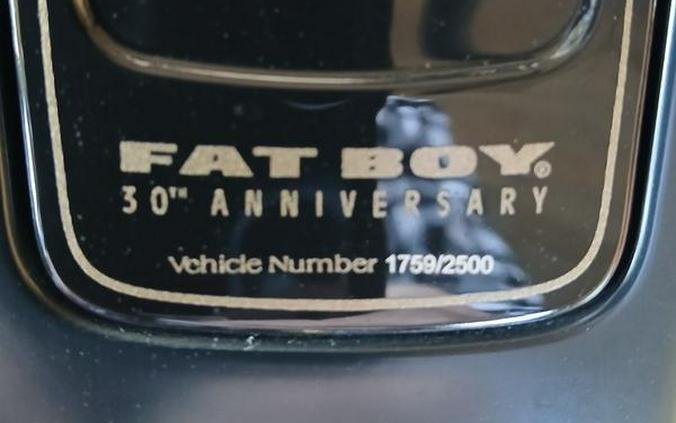 FAT BOY®
30TH ANNIVERSARY
Vehicle Number 1759/2500